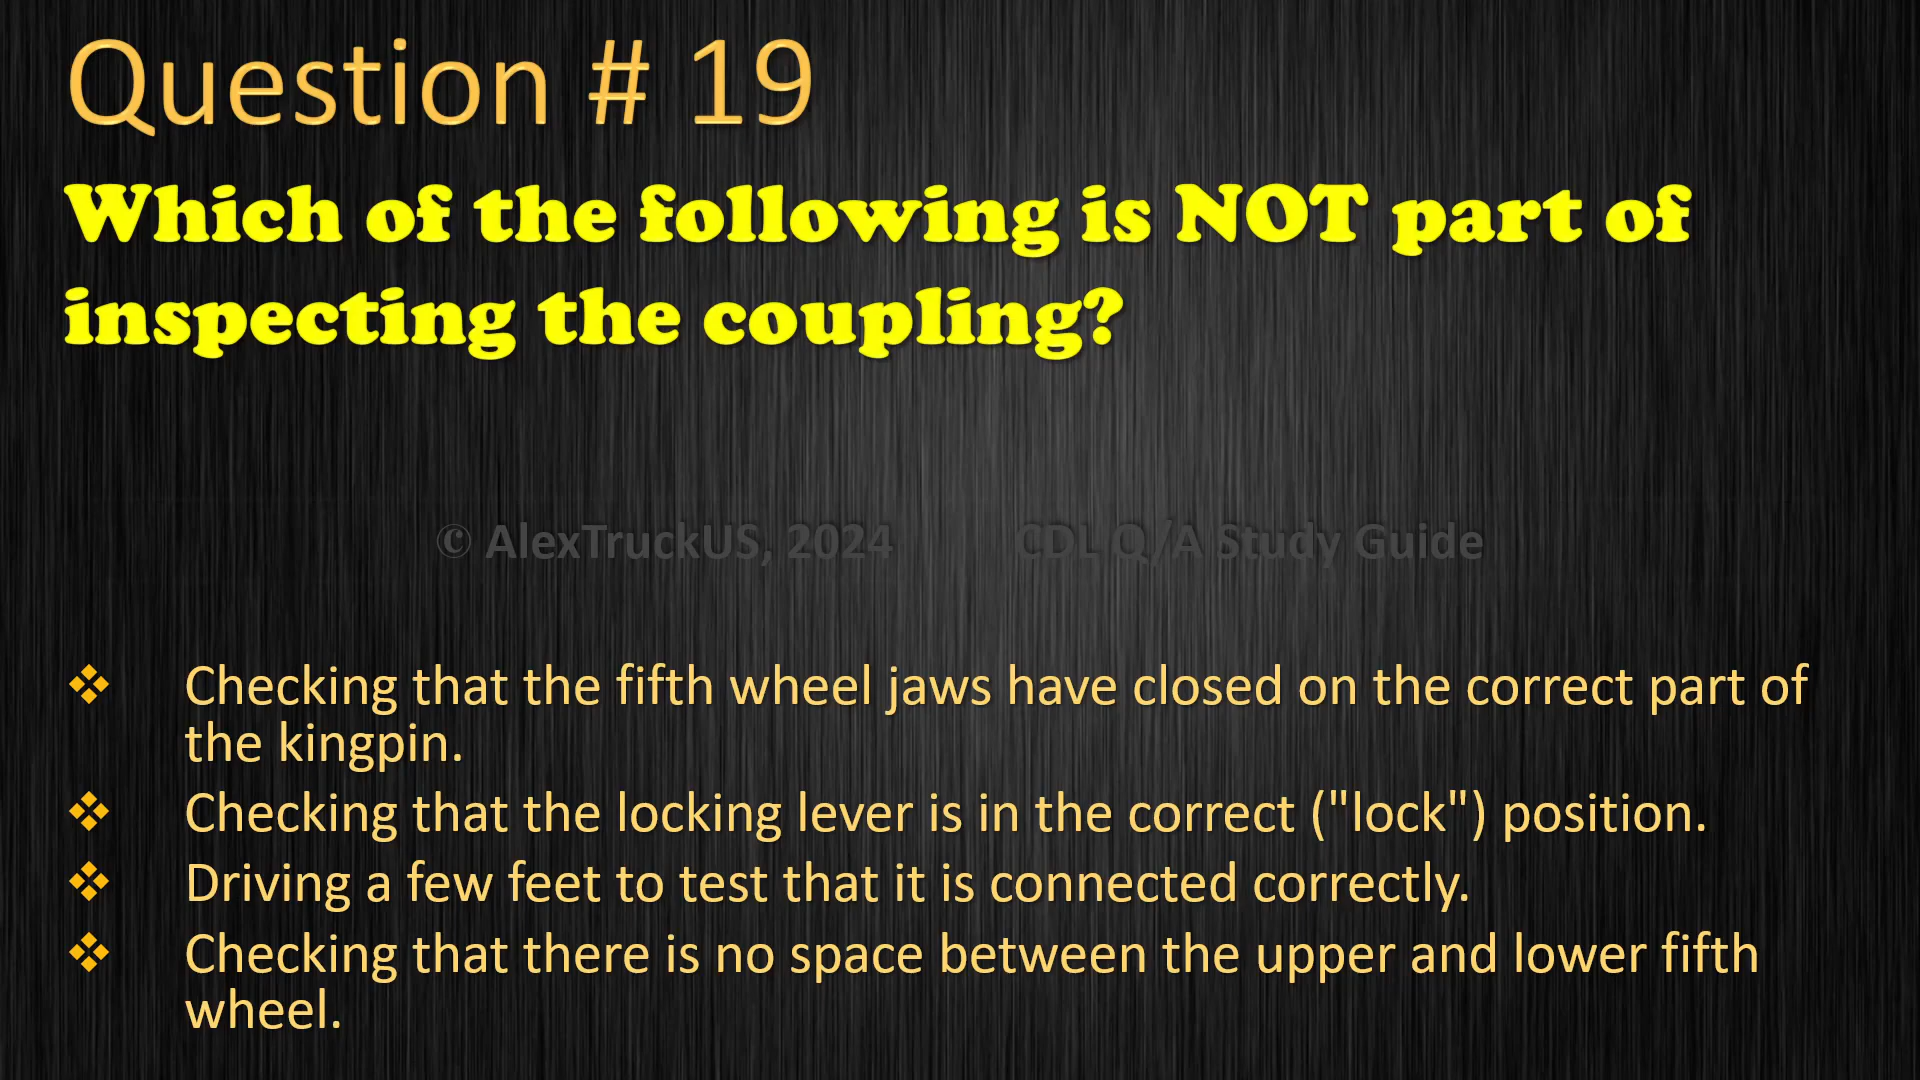 Question # 19
Which of the following is NOT part of
inspecting the coupling?
© AlexTruckUS, 2024 CDL Q/A Study Guide
❖ Checking that the fifth wheel jaws have closed on the correct part of
the kingpin.
❖ Checking that the locking lever is in the correct ("lock") position.
❖ Driving a few feet to test that it is connected correctly.
❖ Checking that there is no space between the upper and lower fifth
wheel.